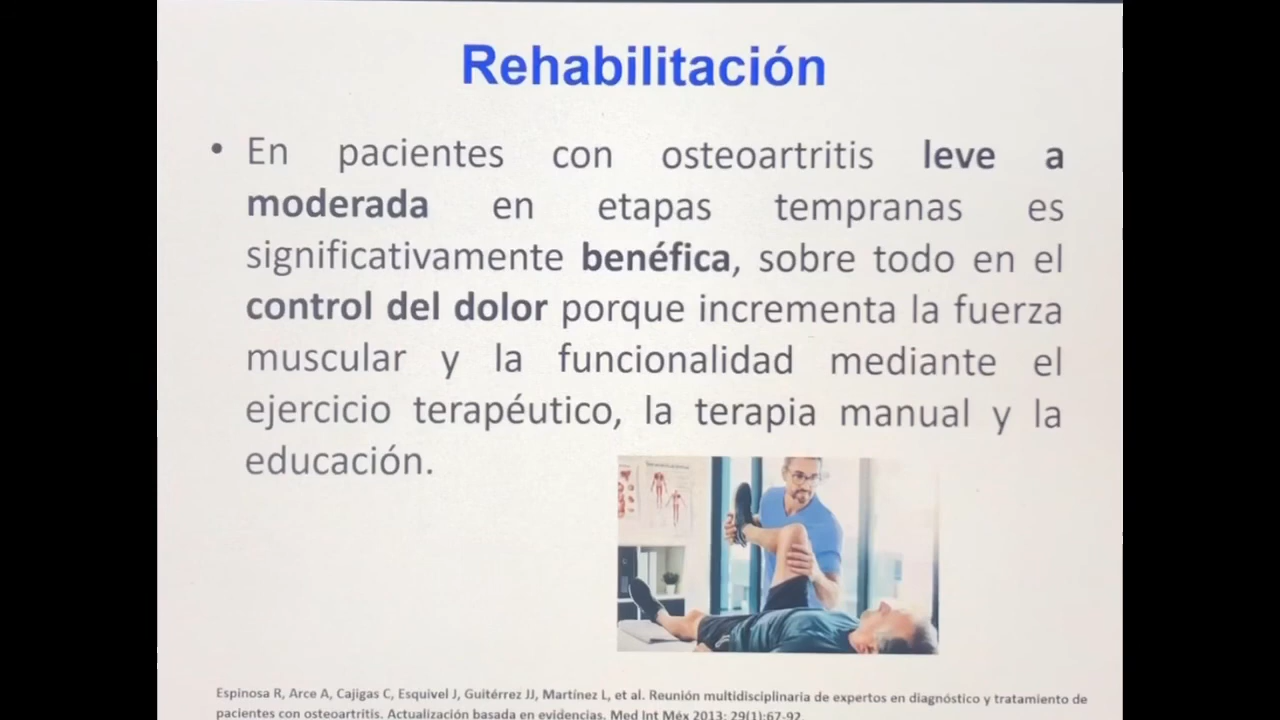 Rehabilitación
• En pacientes con osteoartritis leve a
moderada en etapas tempranas es
significativamente benéfica, sobre todo en el
control del dolor porque incrementa la fuerza
muscular y la funcionalidad mediante el
ejercicio terapéutico, la terapia manual y la
educación.
Espinosa R, Arce A, Cajigas C, Esquivel J, Guitérrez JJ, Martínez L, et al. Reunión multidisciplinaria de expertos en diagnóstico y tratamiento de
pacientes con osteoartritis. Actualización basada en evidencias. Med Int Méx 2013; 29(1):67-92